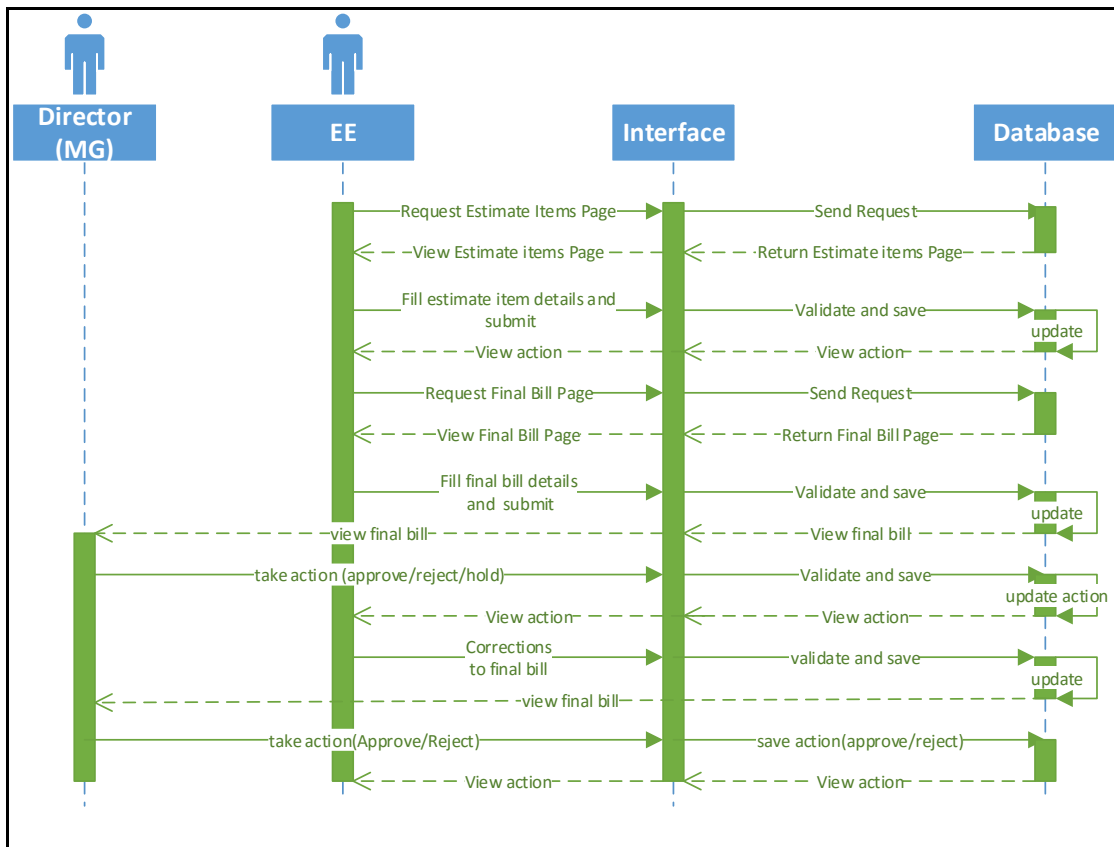 Director
(MG)
EE
Interface
Database
Request Estimate Items Page
Send Request
View Estimate items Page
Return Estimate items Page
Fill estimate item details and
submit
Validate and save
update
View action
View action
Request Final Bill Page
Send Request
View Final Bill Page
Return Final Bill Page
Fill final bill details
and submit
Validate and save
update
view final bill
View final bill
take action (approve/reject/hold)
Validate and save
update action
View action
View action
Corrections
to final bill
validate and save
update
view final bill
take action(Approve/Reject)
save action(approve/reject)
View action
View action